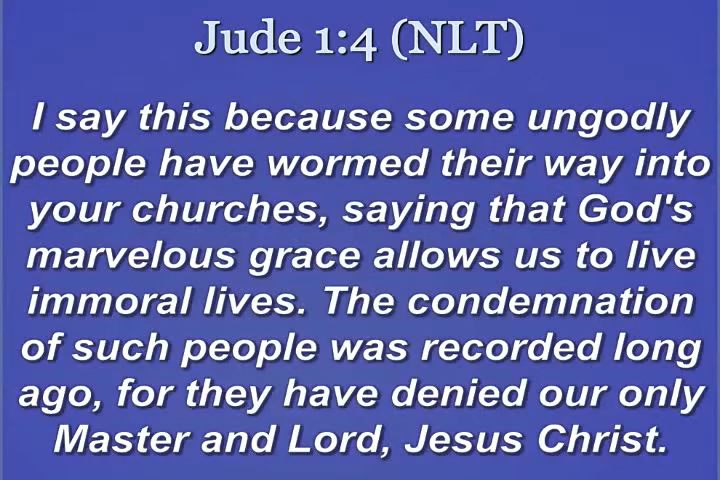 Jude 1:4 (NLT)
I say this because some ungodly
people have wormed their way into
your churches, saying that God's
marvelous grace allows us to live
immoral lives. The condemnation
of such people was recorded long
ago, for they have denied our only
Master and Lord, Jesus Christ.